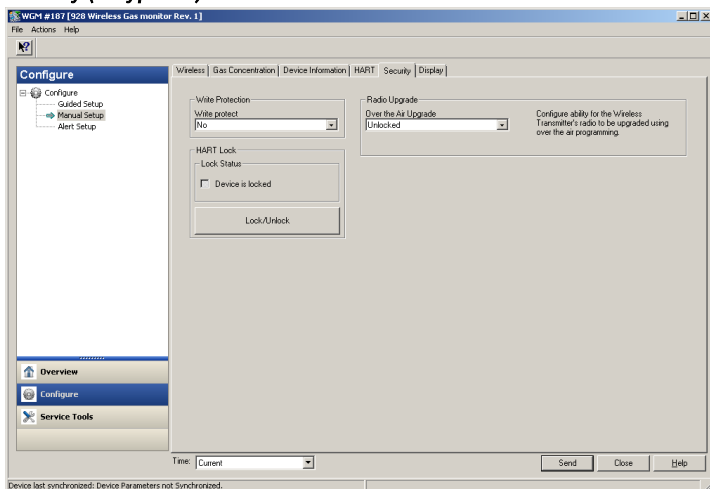 WGM #187 [928 Wireless Gas monitor Rev. 1]
File Actions Help
Configure
Configure
Guided Setup
Manual Setup
Alert Setup
Overview
Configure
Service Tools
Wireless Gas Concentration Device Information HART Security Display
Write Protection
Write protect
No
HART Lock
Lock Status
Device is locked
Lock/Unlock
Radio Upgrade
Over the Air Upgrade
Unlocked
Configure ability for the Wireless
Transmitter's radio to be upgraded using
over the air programming.
Time: Current
Send Close Help
Device last synchronized: Device Parameters not Synchronized.